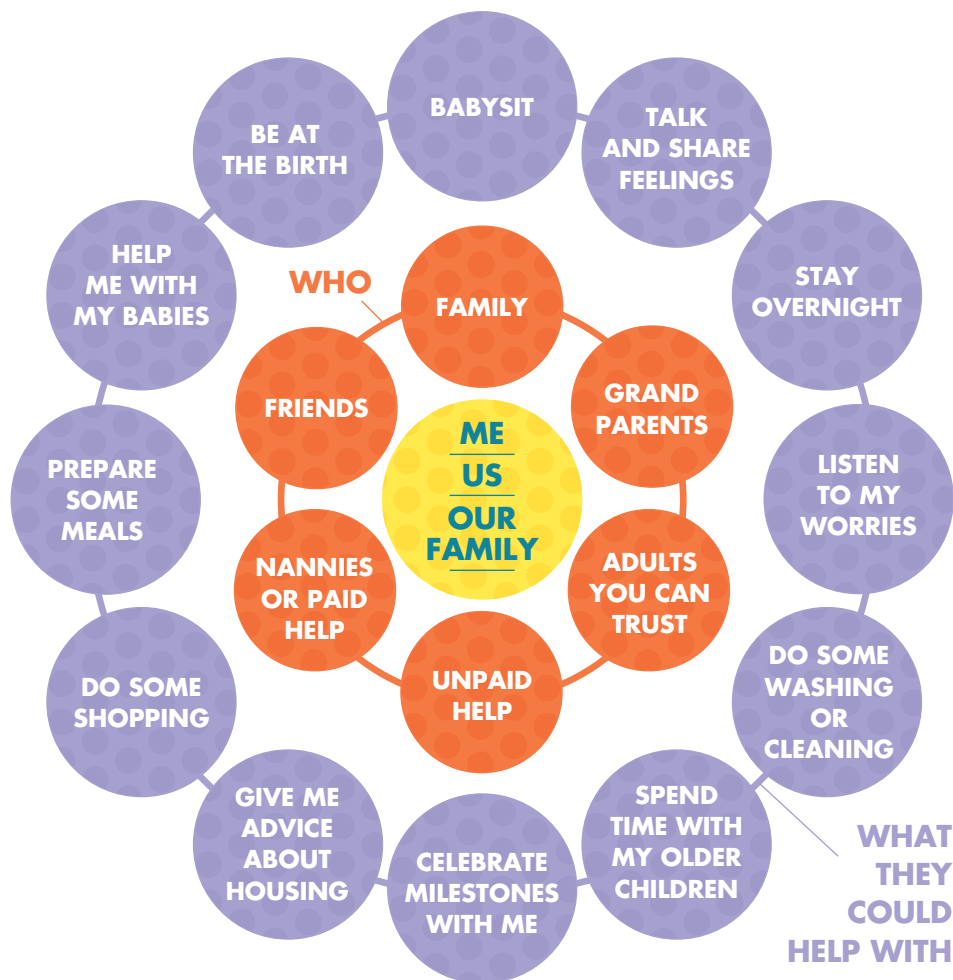 BABYSIT
TALK
AND SHARE
FEELINGS
STAY
OVERNIGHT
LISTEN
TO MY
WORRIES
DO SOME
WASHING
OR
CLEANING
SPEND
TIME WITH
MY OLDER
CHILDREN
CELEBRATE
MILESTONES
WITH ME
GIVE ME
ADVICE
ABOUT
HOUSING
DO SOME
SHOPPING
PREPARE
SOME
MEALS
HELP
ME WITH
MY BABIES
BE AT
THE BIRTH
WHO
FAMILY
GRAND
PARENTS
ADULTS
YOU CAN
TRUST
UNPAID
HELP
NANNIES
OR PAID
HELP
FRIENDS
ME
US
OUR
FAMILY
WHAT
THEY
COULD
HELP WITH